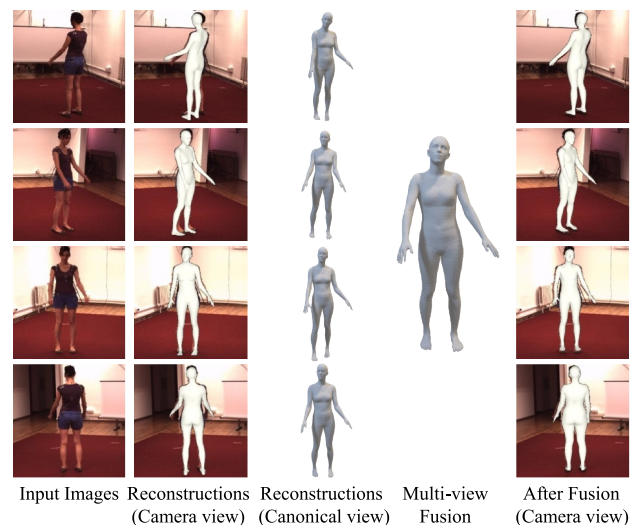 Input Images
Reconstructions
(Camera view)
Reconstructions
(Canonical view)
Multi-view
Fusion
After Fusion
(Camera view)